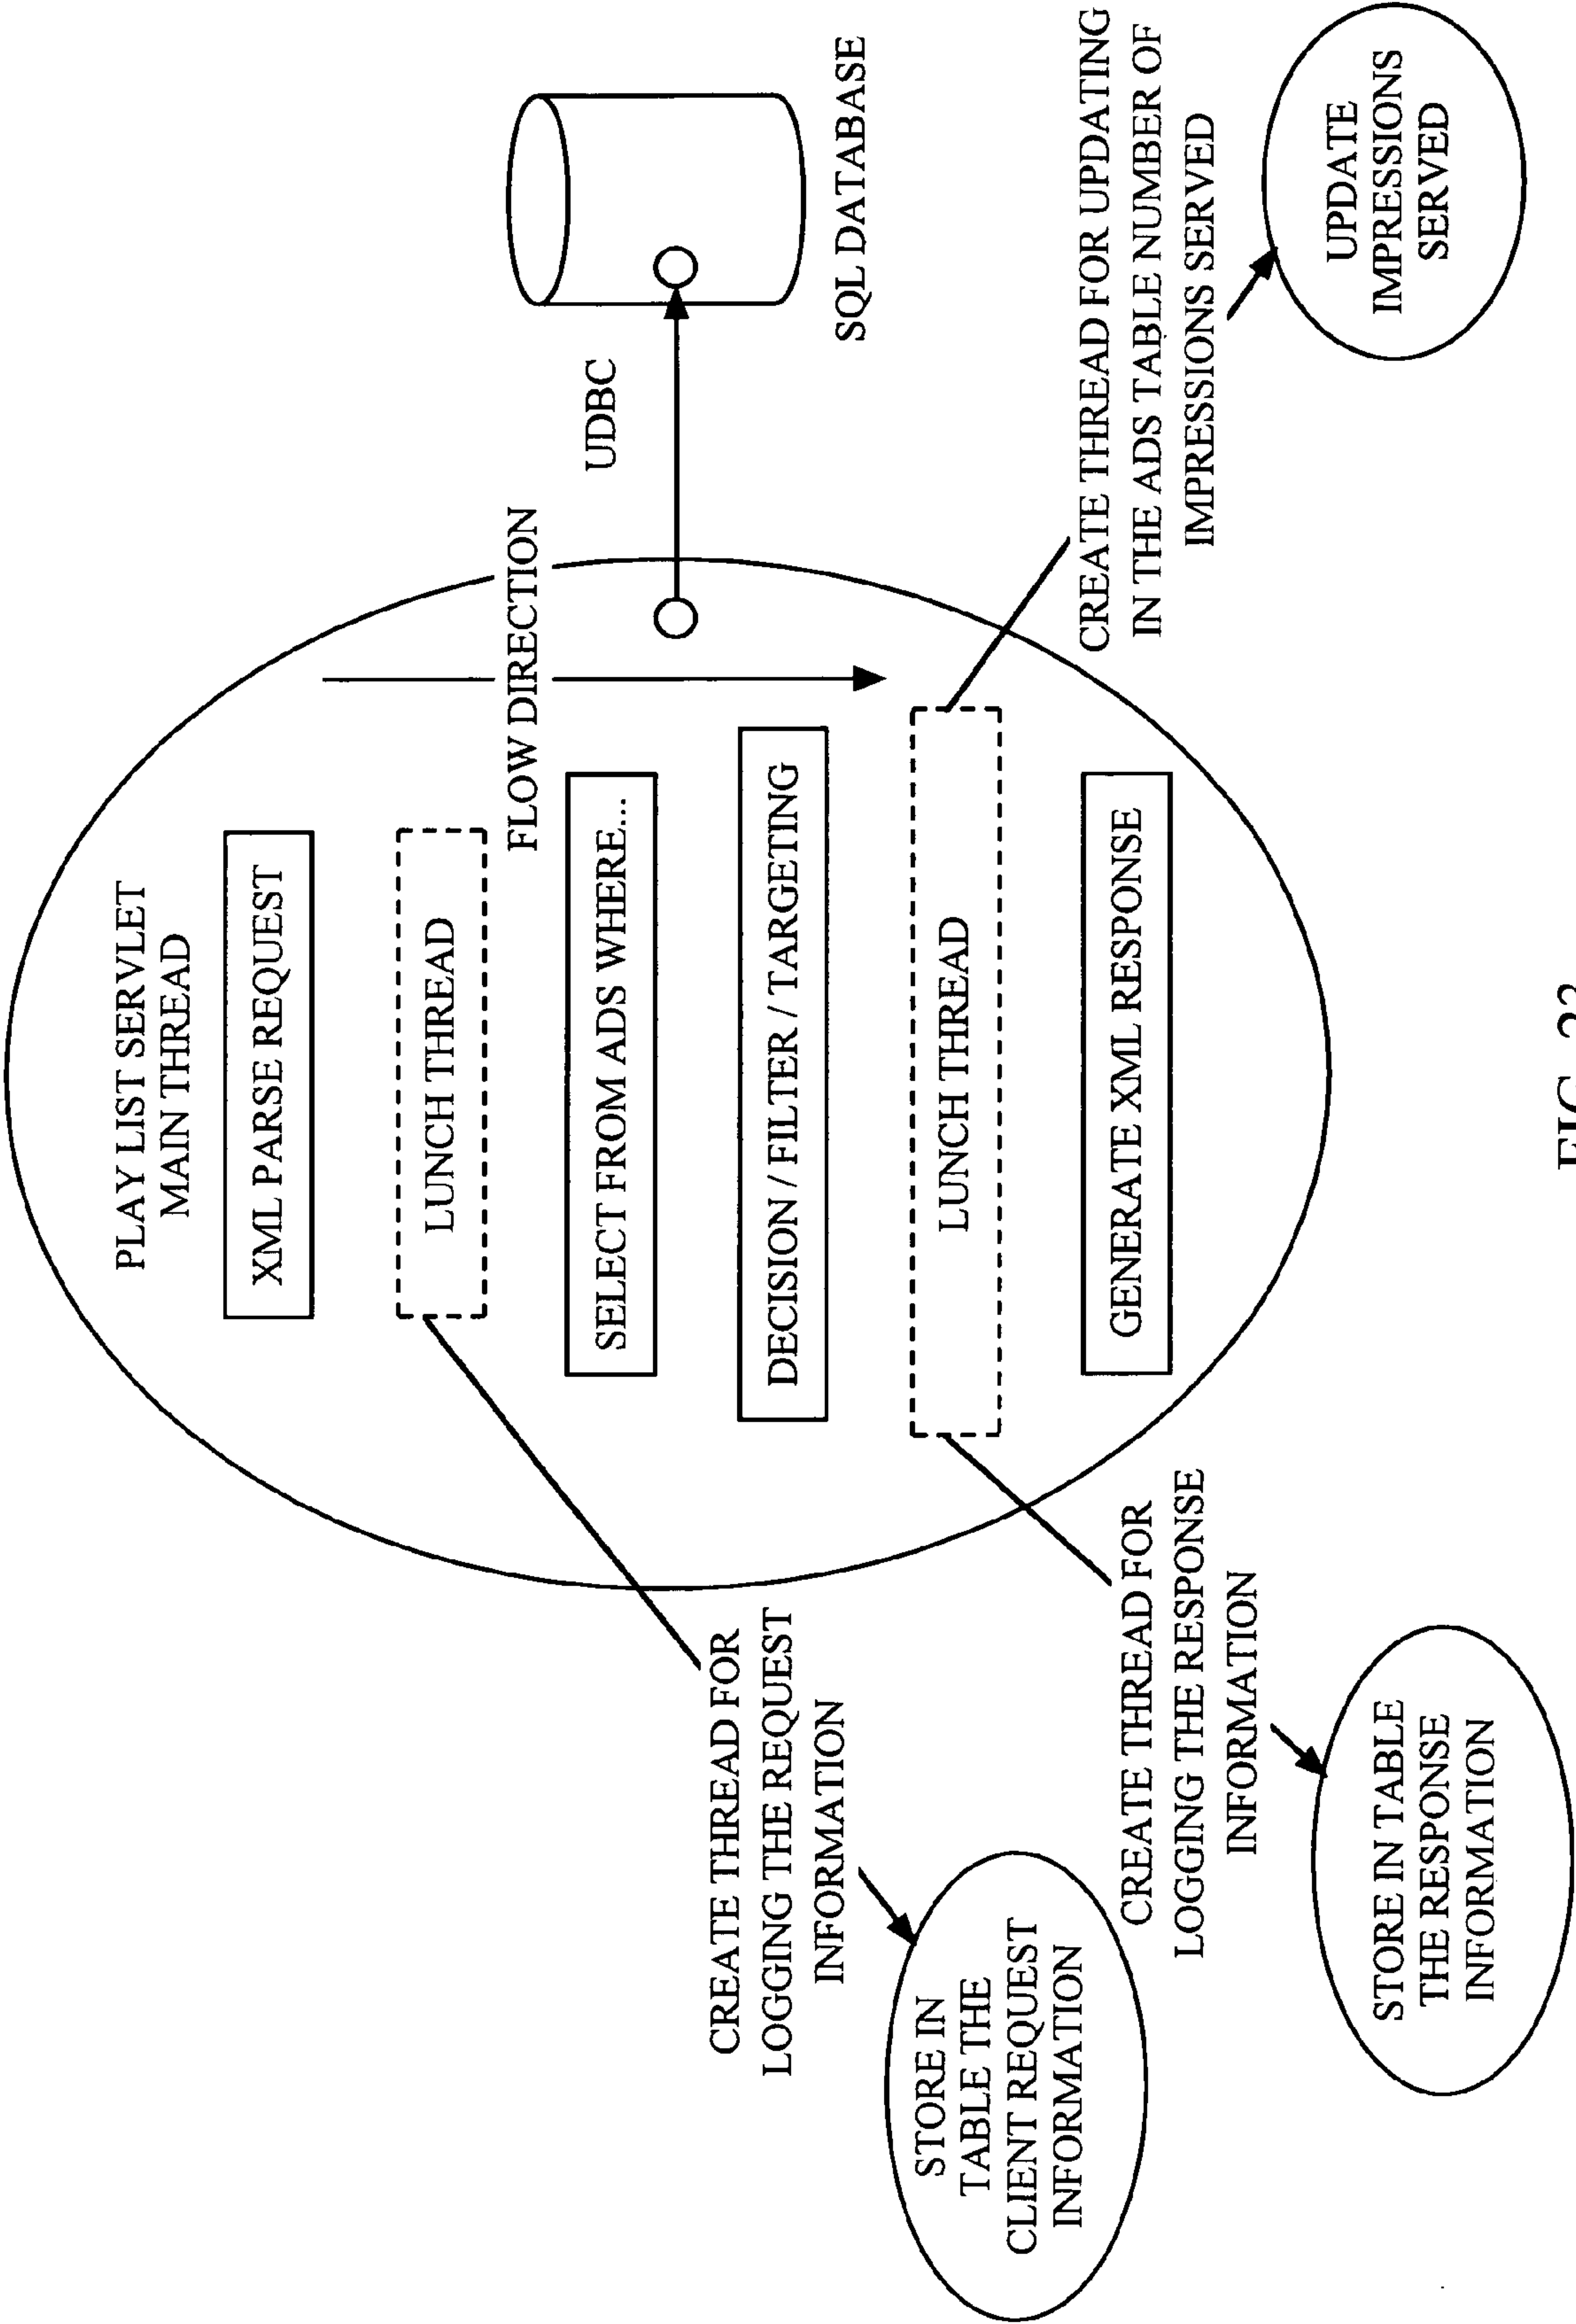 PLAY LIST SERVLET
MAIN THREAD
XML PARSE REQUEST
LUNCH THREAD
FLOW DIRECTION
SELECT FROM ADS WHERE...
DECISION / FILTER / TARGETING
LUNCH THREAD
GENERATE XML RESPONSE
UDBC
SQL DATABASE
CREATE THREAD FOR
LOGGING THE REQUEST
INFORMATION
STORE IN
TABLE THE
CLIENT REQUEST
INFORMATION
CREATE THREAD FOR
LOGGING THE RESPONSE
INFORMATION
STORE IN TABLE
THE RESPONSE
INFORMATION
CREATE THREAD FOR UPDATING
IN THE ADS TABLE NUMBER OF
IMPRESSIONS SERVED
UPDATE
IMPRESSIONS
SERVED